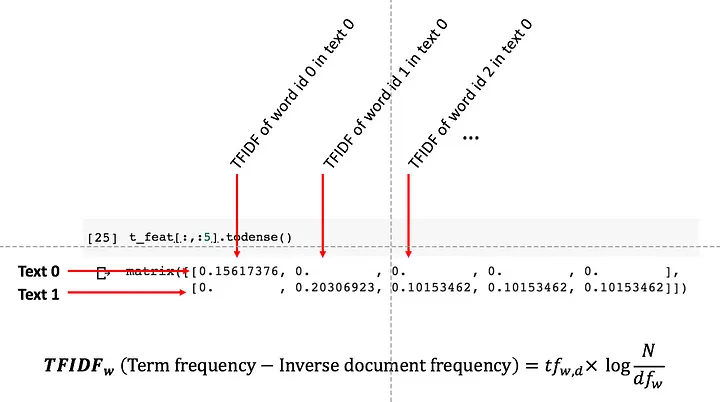 TFIDF of word id 0 in text 0
TFIDF of word id 1 in text 0
TFIDF of word id 2 in text 0
...
[25] t_feat[:,:5].todense()
Text 0 matrix([[0.15617376, 0. , 0. , 0. , 0. ],
Text 1 [0. , 0.20306923, 0.10153462, 0.10153462, 0.10153462]])
TFIDF_w (Term frequency − Inverse document frequency) = tf_{w,d} × log N/df_w